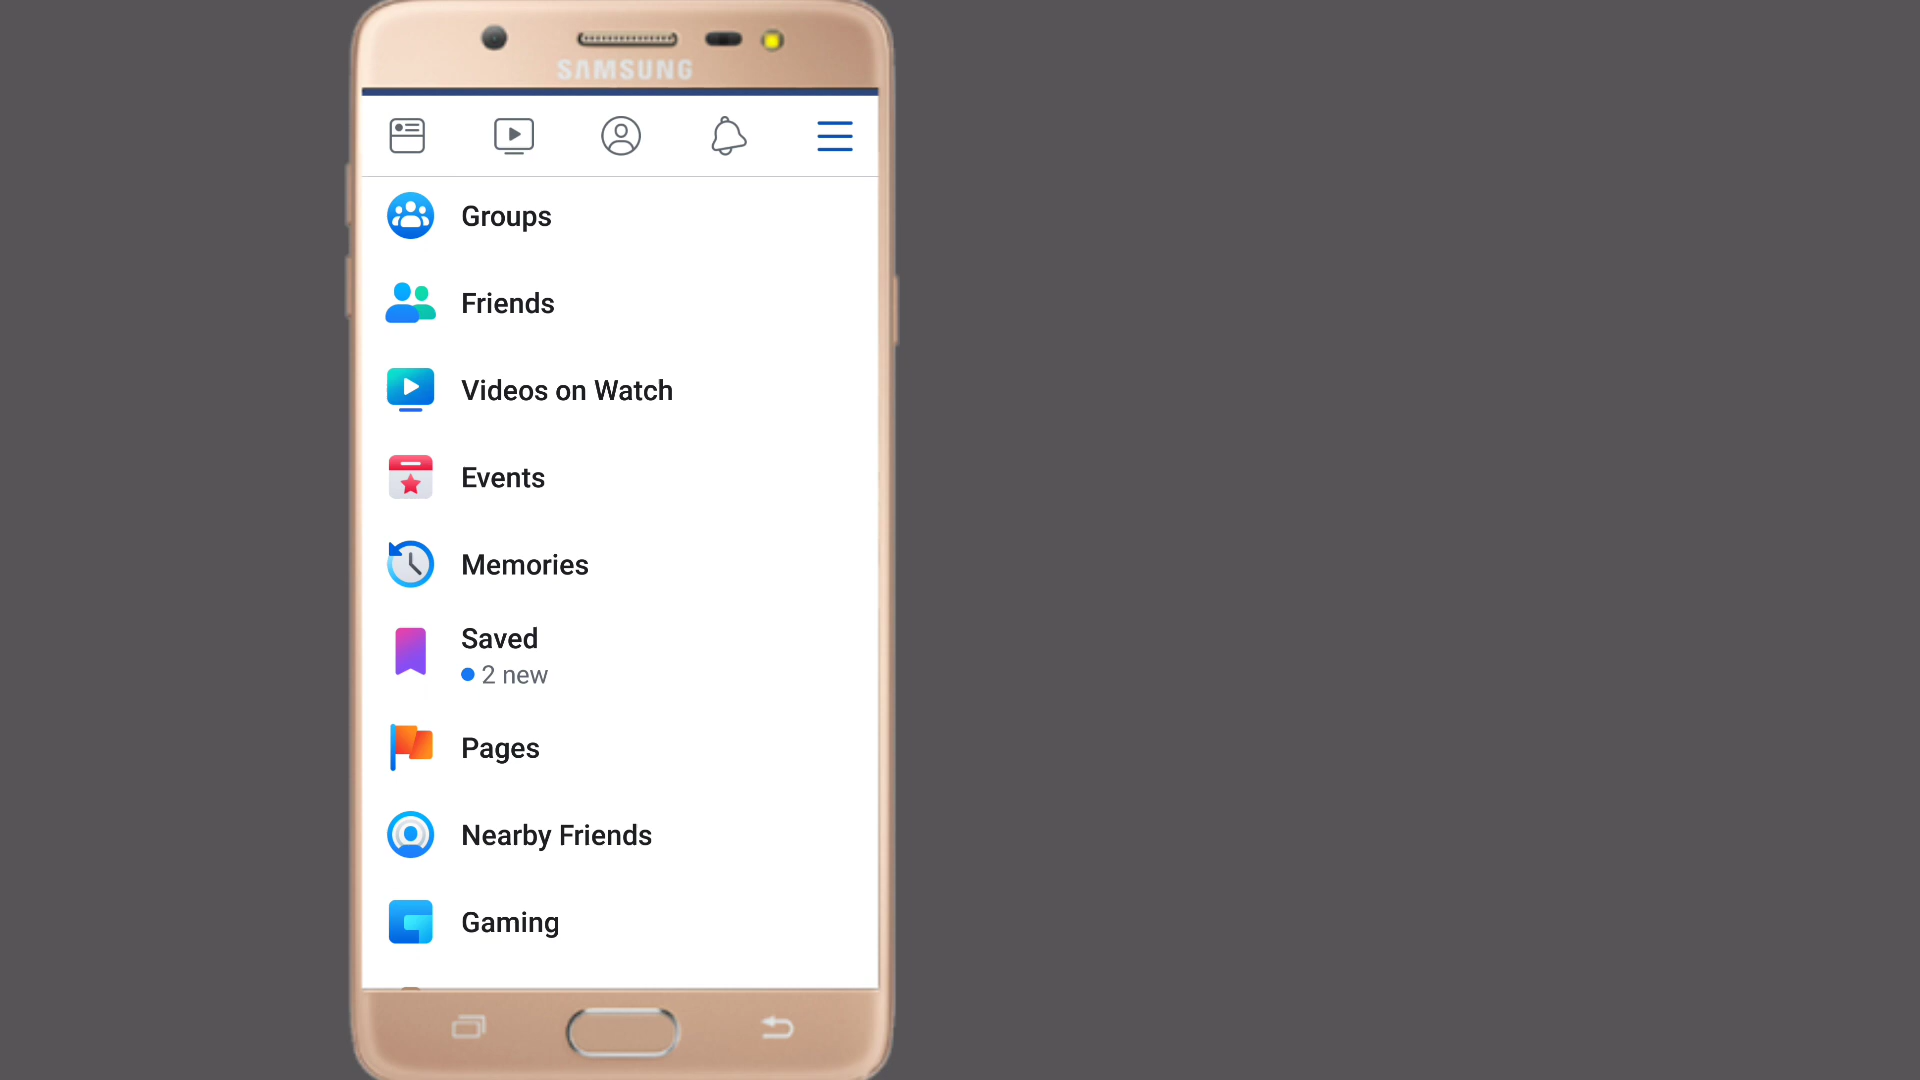 SAMSUNG
Groups
Friends
Videos on Watch
Events
Memories
Saved
2 new
Pages
Nearby Friends
Gaming